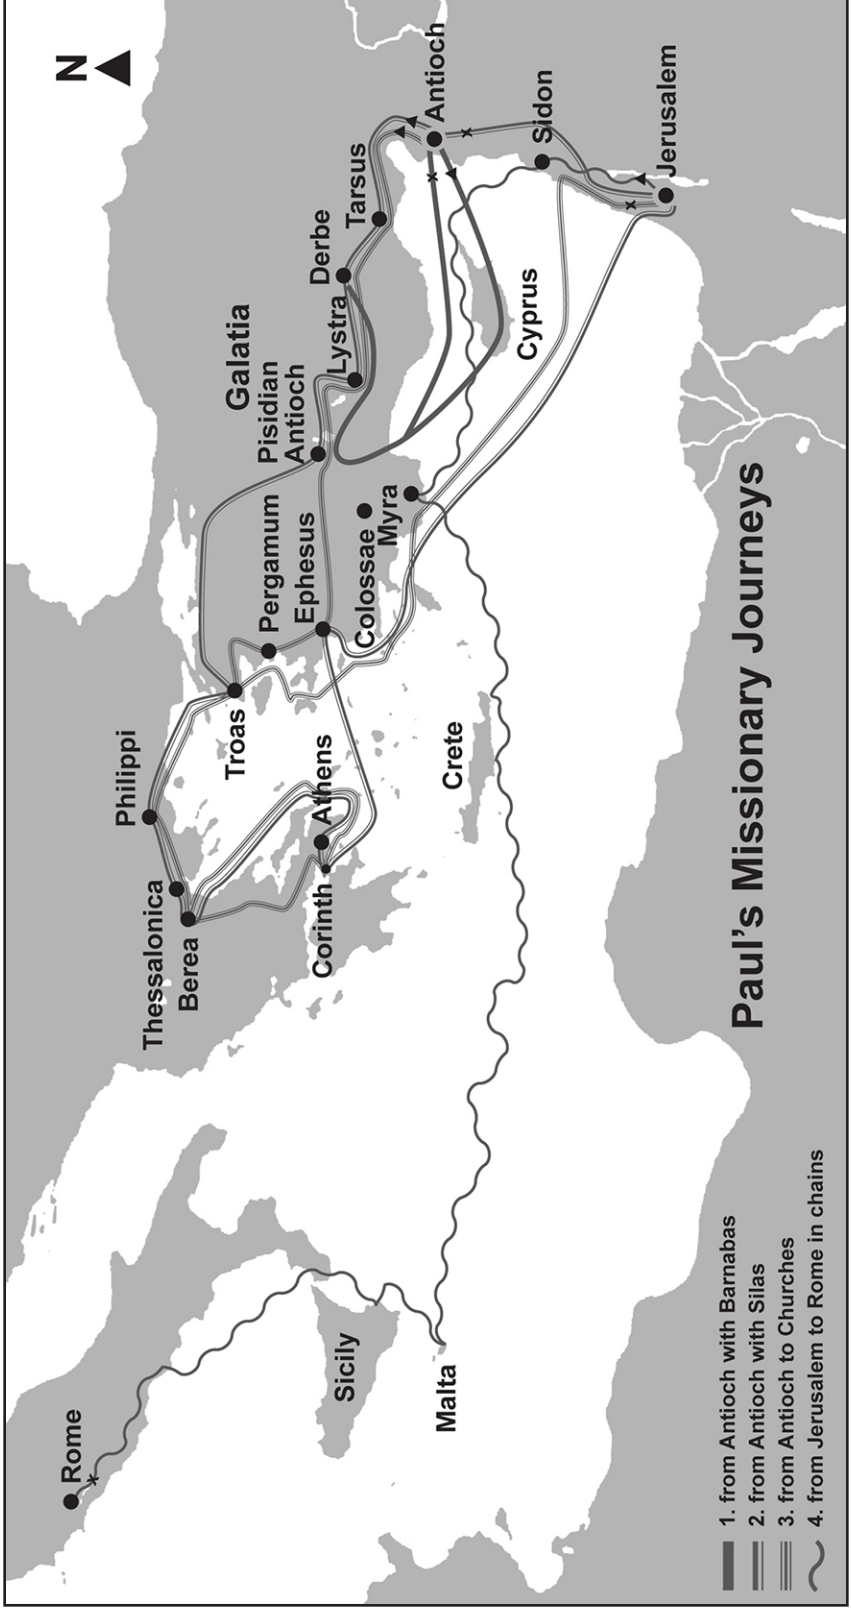 N
Rome
Sicily
Malta
Thessalonica
Berea
Philippi
Corinth
Athens
Crete
Troas
Pergamum
Ephesus
Colossae
Myra
Galatia
Pisidian
Antioch
Lystra
Derbe
Tarsus
Antioch
Cyprus
Sidon
Jerusalem
Paul's Missionary Journeys
1. from Antioch with Barnabas
2. from Antioch with Silas
3. from Antioch to Churches
4. from Jerusalem to Rome in chains